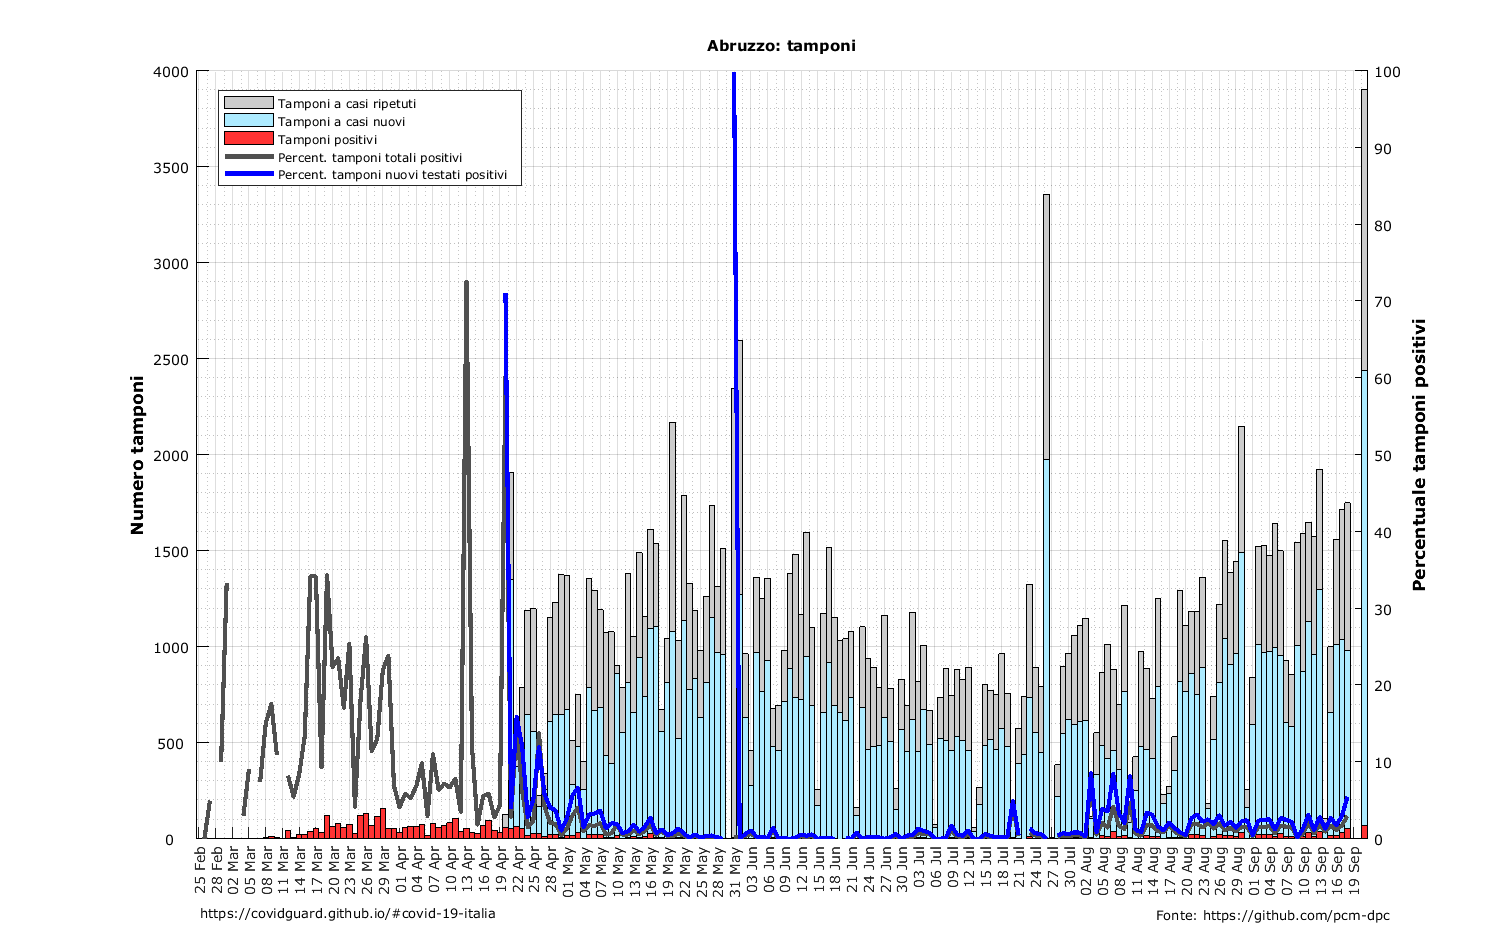 Abruzzo: tamponi
Tamponi a casi ripetuti
Tamponi a casi nuovi
Tamponi positivi
Percent. tamponi totali positivi
Percent. tamponi nuovi testati positivi
Numero tamponi
4000
3500
3000
2500
2000
1500
1000
500
0
Percentuale tamponi positivi
100
90
80
70
60
50
40
30
20
10
0
25 Feb
28 Feb
02 Mar
05 Mar
08 Mar
11 Mar
13 Mar
14 Mar
17 Mar
20 Mar
23 Mar
26 Mar
29 Mar
01 Apr
04 Apr
07 Apr
10 Apr
13 Apr
16 Apr
19 Apr
22 Apr
25 Apr
28 Apr
01 May
04 May
07 May
10 May
13 May
16 May
19 May
22 May
25 May
28 May
31 May
03 Jun
06 Jun
09 Jun
12 Jun
15 Jun
18 Jun
21 Jun
24 Jun
27 Jun
30 Jun
03 Jul
06 Jul
09 Jul
12 Jul
15 Jul
18 Jul
21 Jul
24 Jul
27 Jul
30 Jul
02 Aug
05 Aug
08 Aug
11 Aug
14 Aug
17 Aug
20 Aug
23 Aug
26 Aug
29 Aug
01 Sep
04 Sep
07 Sep
10 Sep
13 Sep
16 Sep
19 Sep
https://covidguard.github.io/#covid-19-italia
Fonte: https://github.com/pcm-dpc